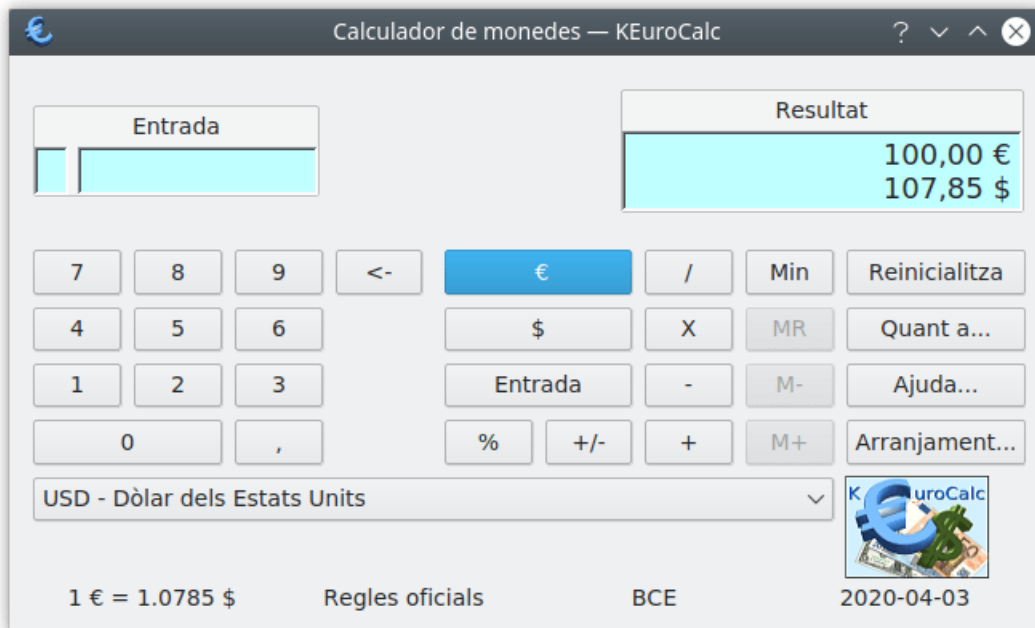 Calculador de monedes — KEuroCalc
Entrada
Resultat
100,00 €
107,85 $
7 8 9 <- € / Min Reinicialitza
4 5 6 $ X MR Quant a...
1 2 3 Entrada - M- Ajuda...
0 , % +/- + M+ Arranjament...
USD - Dòlar dels Estats Units
K EuroCalc
1 € = 1.0785 $ Regles oficials BCE 2020-04-03